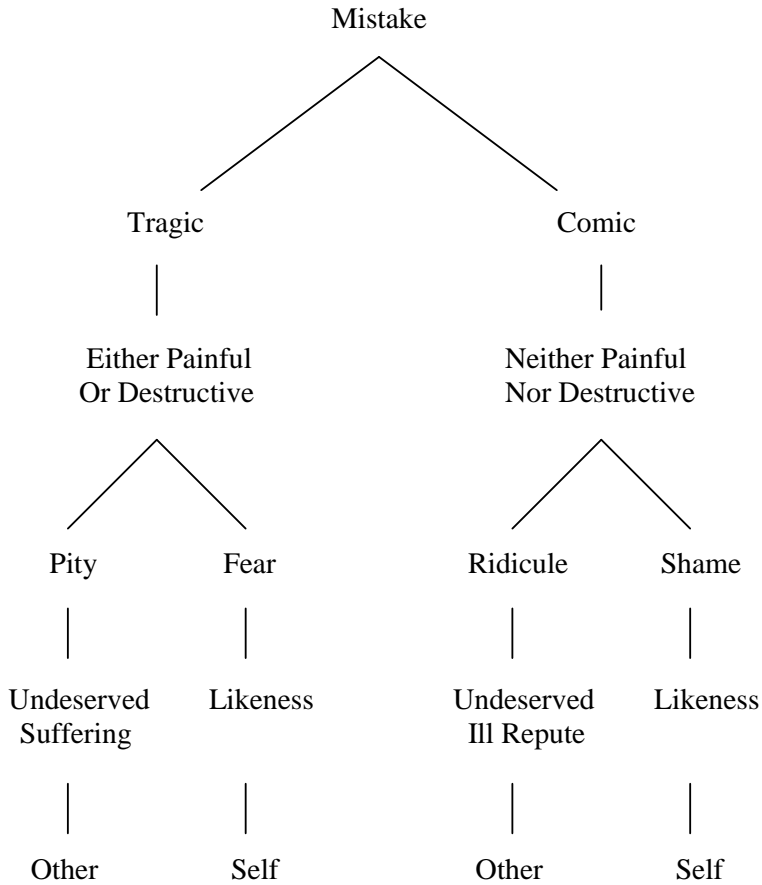 Mistake
Tragic
Comic
Either Painful
Or Destructive
Neither Painful
Nor Destructive
Pity
Fear
Ridicule
Shame
Undeserved
Suffering
Likeness
Undeserved
Ill Repute
Likeness
Other
Self
Other
Self